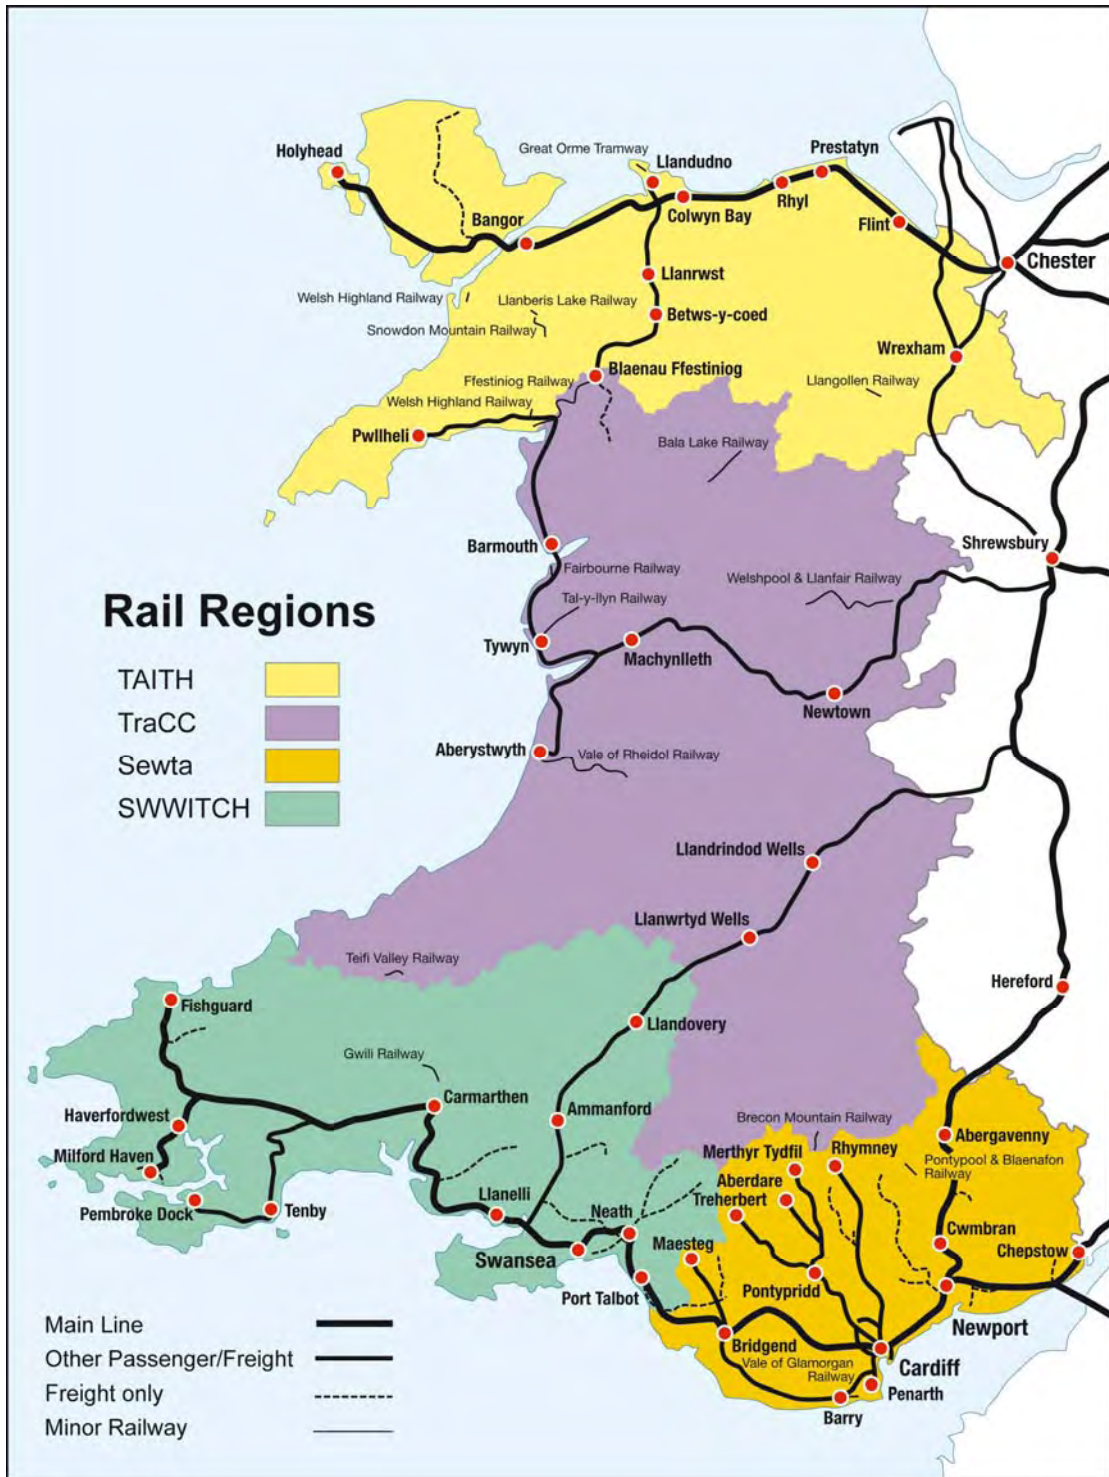 Holyhead
Great Orme Tramway
Llandudno
Prestatyn
Bangor
Colwyn Bay
Rhyl
Flint
Chester
Llanrwst
Welsh Highland Railway
Llanberis Lake Railway
Betws-y-coed
Snowdon Mountain Railway
Wrexham
Blaenau Ffestiniog
Ffestiniog Railway
Llangollen Railway
Welsh Highland Railway
Pwllheli
Bala Lake Railway
Barmouth
Shrewsbury
Fairbourne Railway
Welshpool & Llanfair Railway
Tal-y-llyn Railway
Rail Regions
Tywyn
Machynlleth
TAITH
TraCC
Newtown
Aberystwyth
Vale of Rheidol Railway
Sewta
SWWITCH
Llandrindod Wells
Llanwrtyd Wells
Teifi Valley Railway
Hereford
Fishguard
Llandovery
Gwili Railway
Carmarthen
Haverfordwest
Ammanford
Brecon Mountain Railway
Abergavenny
Milford Haven
Merthyr Tydfil
Rhymney
Pontypool & Blaenafon
Railway
Aberdare
Treherbert
Pembroke Dock
Tenby
Llanelli
Neath
Cwmbran
Maesteg
Chepstow
Swansea
Port Talbot
Pontypridd
Newport
Main Line
Bridgend
Other Passenger/Freight
Vale of Glamorgan
Railway
Cardiff
Freight only
Penarth
Barry
Minor Railway